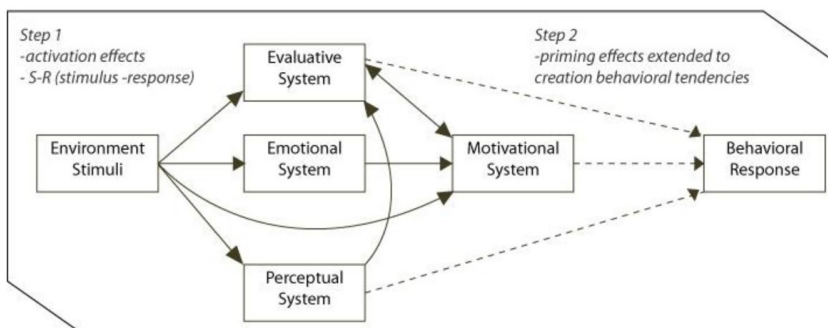 Step 1
-activation effects
- S-R (stimulus -response)
Step 2
-priming effects extended to
creation behavioral tendencies
Evaluative
System
Environment
Stimuli
Emotional
System
Motivational
System
Behavioral
Response
Perceptual
System